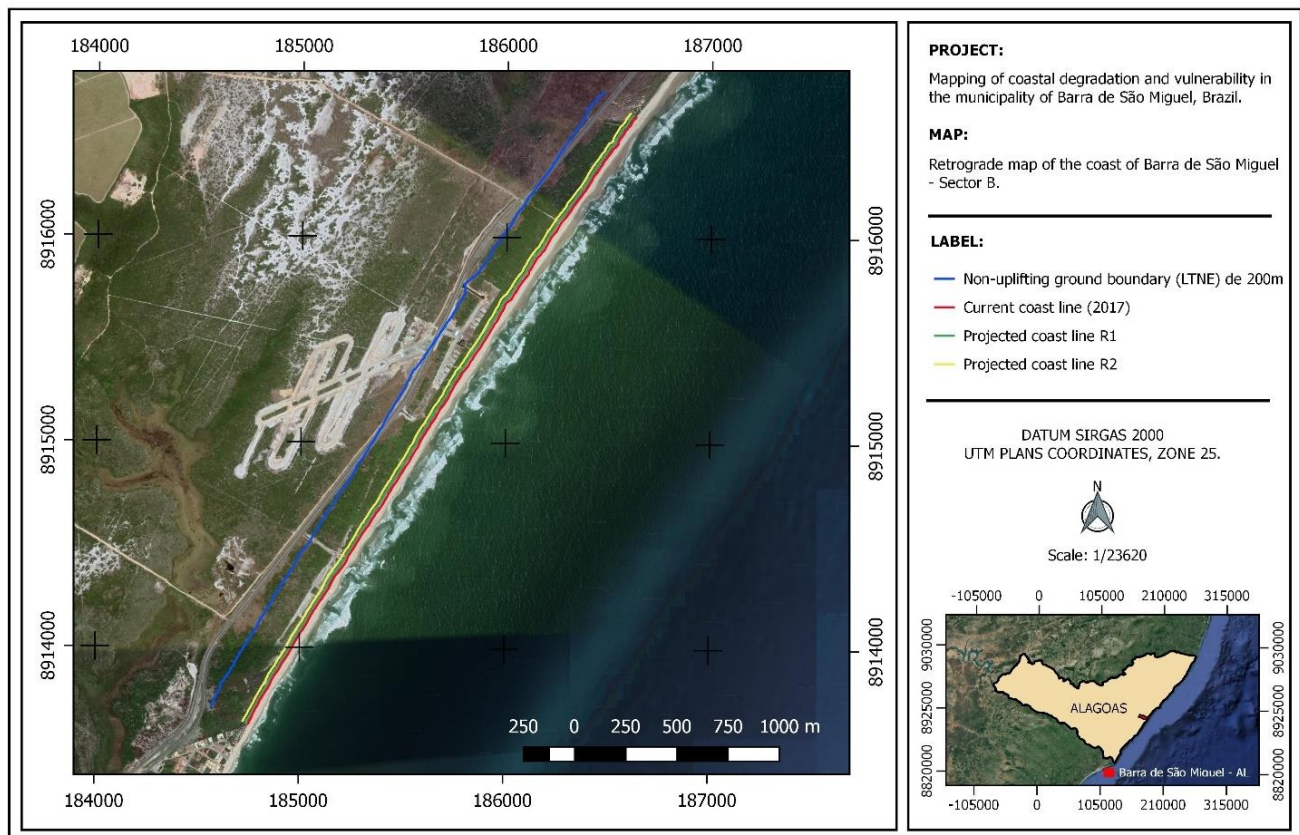 184000 185000 186000 187000
8916000 8916000
8915000 8915000
8914000 8914000
250 0 250 500 750 1000 m
184000 185000 186000 187000
PROJECT:
Mapping of coastal degradation and vulnerability in
the municipality of Barra de São Miguel, Brazil.
MAP:
Retrograde map of the coast of Barra de São Miguel
- Sector B.
LABEL:
Non-uplifting ground boundary (LTNE) de 200m
Current coast line (2017)
Projected coast line R1
Projected coast line R2
DATUM SIRGAS 2000
UTM PLANS COORDINATES, ZONE 25.
N
Scale: 1/23620
-105000 0 105000 210000 315000
9030000 9030000
8925000 8925000
8820000 8820000
ALAGOAS
Barra de São Miguel - AL
-105000 0 105000 210000 315000